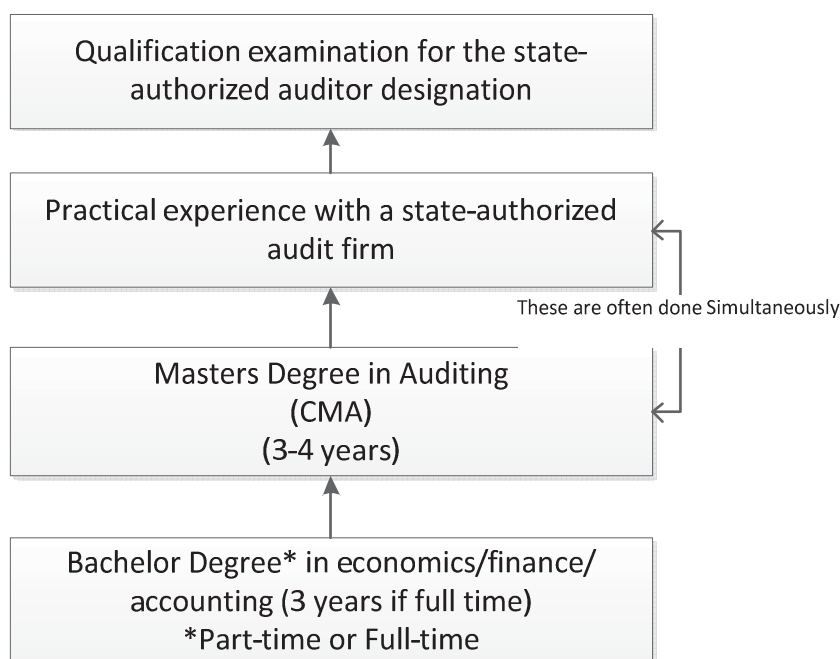 Qualification examination for the state-
authorized auditor designation
Practical experience with a state-authorized
audit firm
These are often done Simultaneously
Masters Degree in Auditing
(CMA)
(3-4 years)
Bachelor Degree* in economics/finance/
accounting (3 years if full time)
*Part-time or Full-time